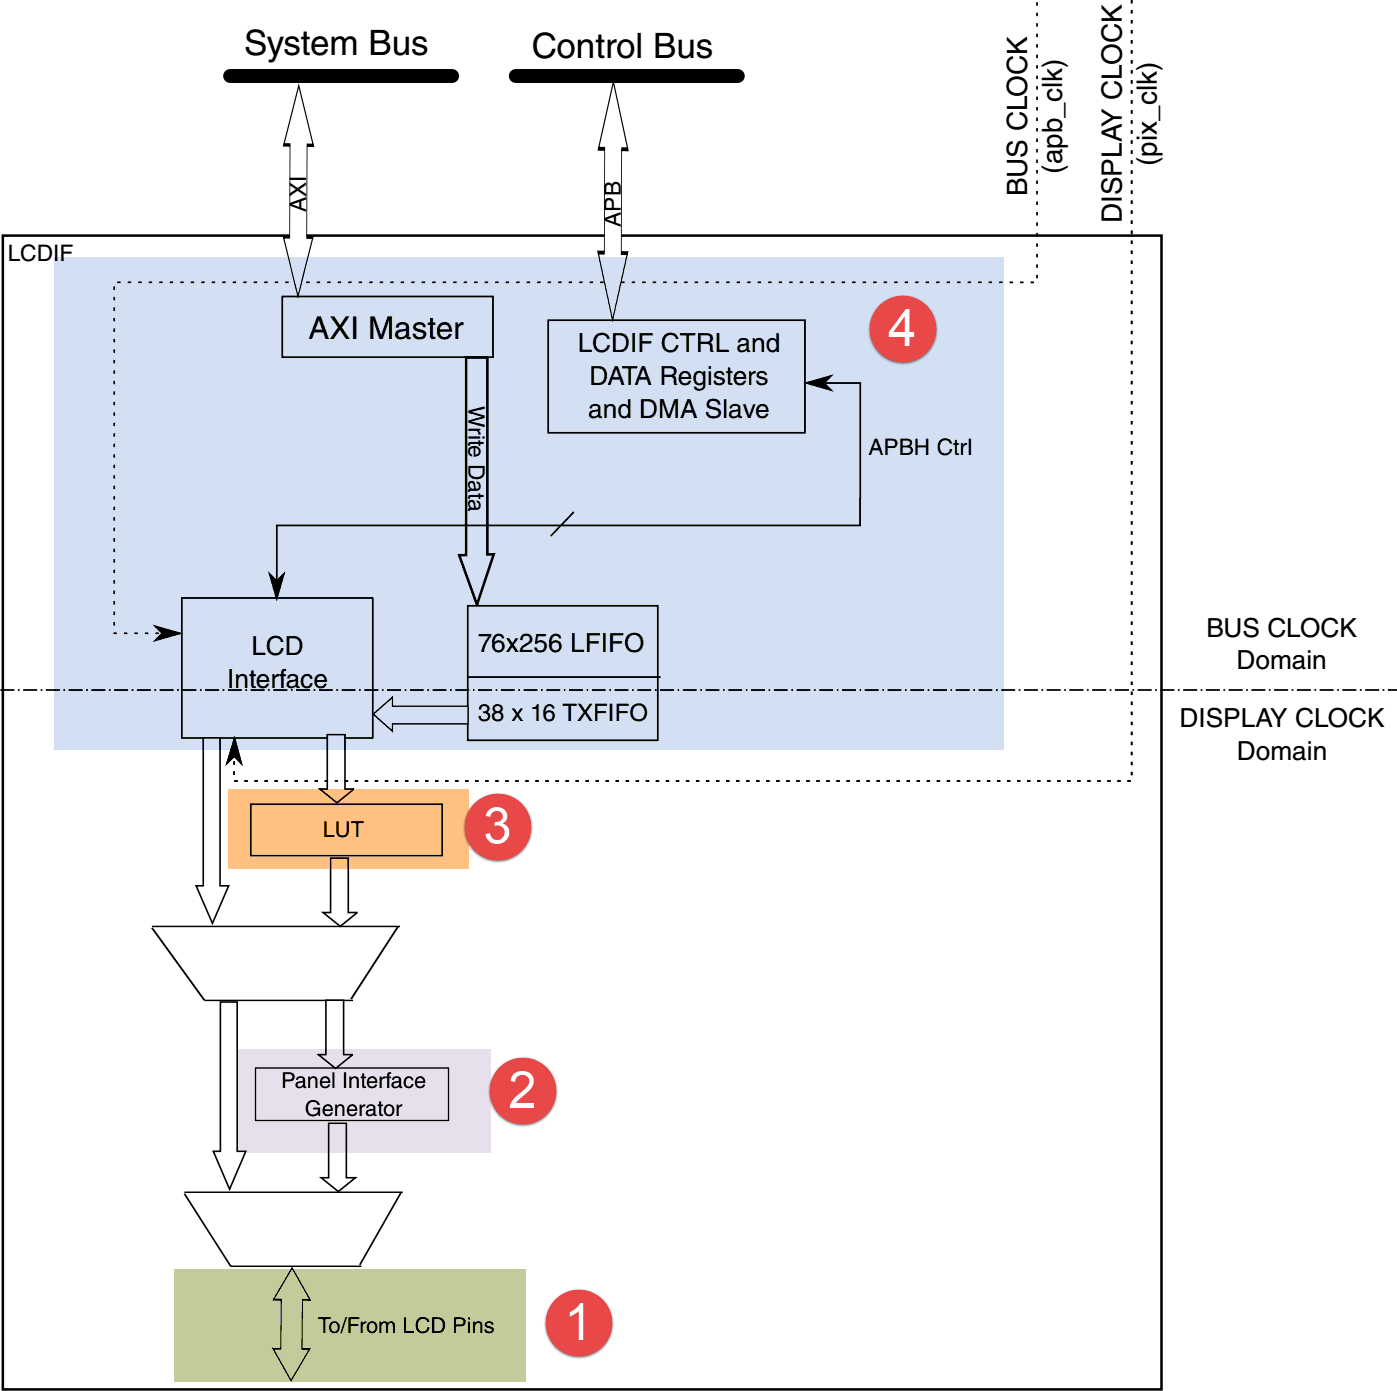 System Bus
Control Bus
BUS CLOCK
(apb_clk)
DISPLAY CLOCK
(pix_clk)
AXI
APB
LCDIF
AXI Master
LCDIF CTRL and
DATA Registers
and DMA Slave
4
Write Data
APBH Ctrl
LCD
Interface
76x256 LFIFO
38 x 16 TXFIFO
BUS CLOCK
Domain
DISPLAY CLOCK
Domain
LUT
3
Panel Interface
Generator
2
To/From LCD Pins
1